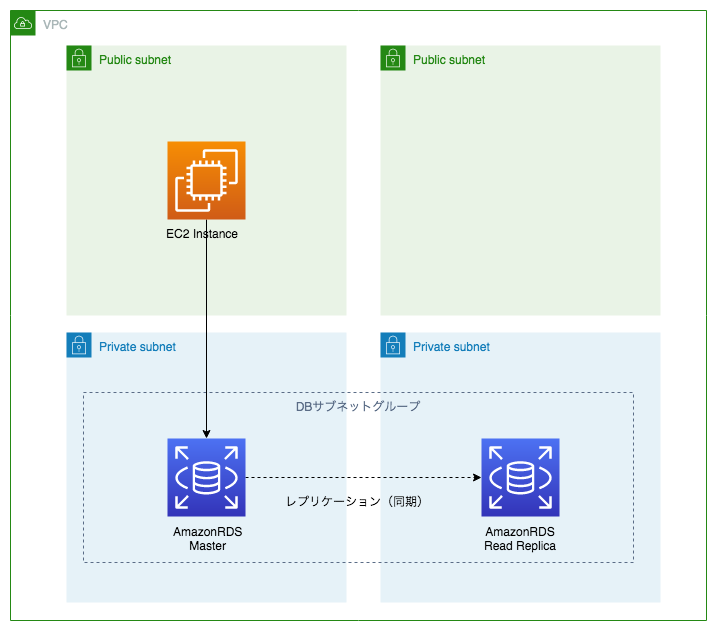 VPC
Public subnet
Public subnet
EC2 Instance
Private subnet
Private subnet
DBサブネットグループ
レプリケーション（同期）
AmazonRDS
Master
AmazonRDS
Read Replica